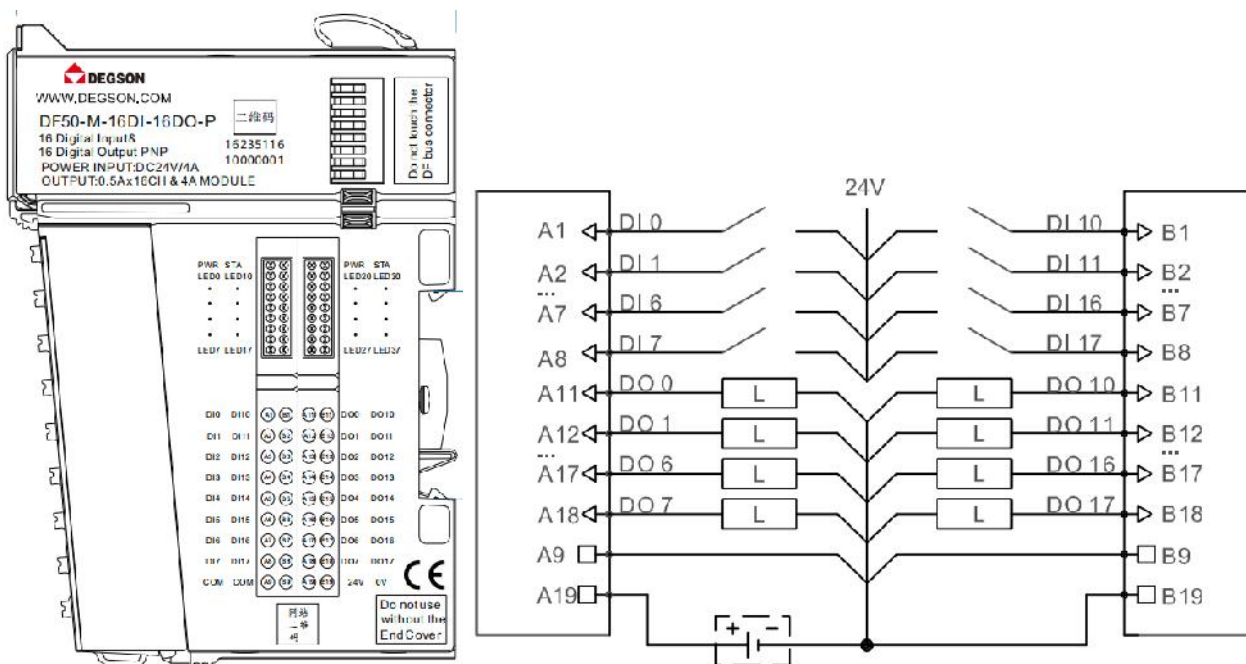 DEGSON
WWW.DEGSON.COM
DF50-M-16DI-16DO-P
二维码
16 Digital Input&
16 Digital Output PNP
16235116
10000001
POWER INPUT:DC24V/4A
OUTPUT:0.5Ax16CH & 4A MODULE
Do not touch the
DF bus connector
PWR STA PWR STA
LED0 LED10 LED20 LED30
LED7 LED17 LED27 LED37
DI0 DI10 DO0 DO10
DI1 DI11 DO1 DO11
DI2 DI12 DO2 DO12
DI3 DI13 DO3 DO13
DI4 DI14 DO4 DO14
DI5 DI15 DO5 DO15
DI6 DI16 DO6 DO16
DI7 DI17 DO7 DO17
COM COM 24V 0V
CE
网站
二维
码
Do not use
without the
End Cover
24V
A1 DI 0 DI 10 B1
A2 DI 1 DI 11 B2
... ...
A7 DI 6 DI 16 B7
A8 DI 7 DI 17 B8
A11 DO 0 L L DO 10 B11
A12 DO 1 L L DO 11 B12
... ...
A17 DO 6 L L DO 16 B17
A18 DO 7 L L DO 17 B18
A9 B9
A19 B19
+ -